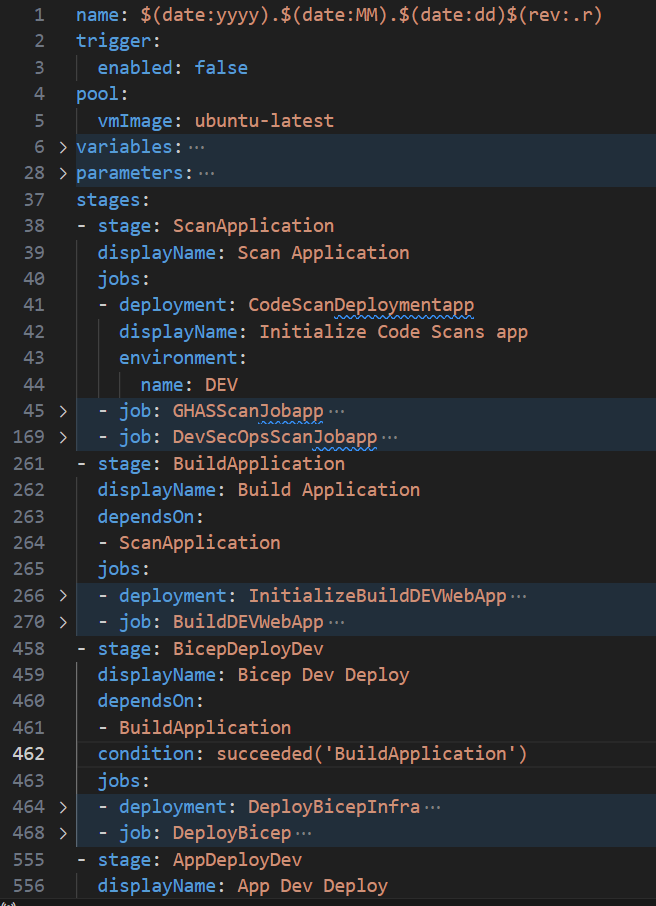 1 name: $(date:yyyy).$(date:MM).$(date:dd)$(rev:.r)
2 trigger:
3 enabled: false
4 pool:
5 vmImage: ubuntu-latest
6 > variables: ···
28 > parameters: ···
37 stages:
38 - stage: ScanApplication
39 displayName: Scan Application
40 jobs:
41 - deployment: CodeScanDeploymentapp
42 displayName: Initialize Code Scans app
43 environment:
44 name: DEV
45 > - job: GHASScanJobapp ···
169 > - job: DevSecOpsScanJobapp ···
261 - stage: BuildApplication
262 displayName: Build Application
263 dependsOn:
264 - ScanApplication
265 jobs:
266 > - deployment: InitializeBuildDEVWebApp ···
270 > - job: BuildDEVWebApp ···
458 - stage: BicepDeployDev
459 displayName: Bicep Dev Deploy
460 dependsOn:
461 - BuildApplication
462 condition: succeeded('BuildApplication')
463 jobs:
464 > - deployment: DeployBicepInfra ···
468 > - job: DeployBicep ···
555 - stage: AppDeployDev
556 displayName: App Dev Deploy